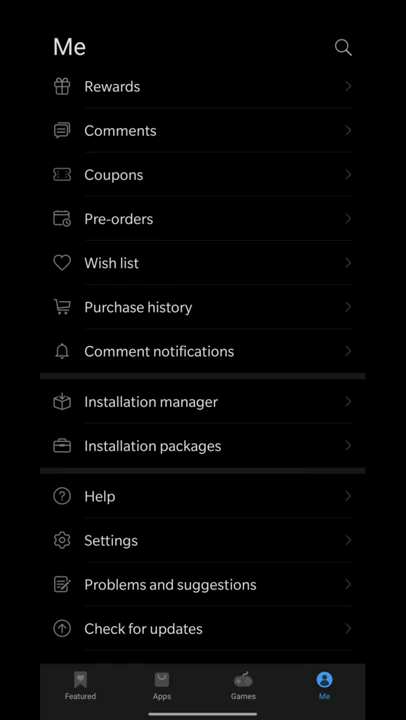 Me
Rewards
Comments
Coupons
Pre-orders
Wish list
Purchase history
Comment notifications
Installation manager
Installation packages
Help
Settings
Problems and suggestions
Check for updates
Featured
Apps
Games
Me